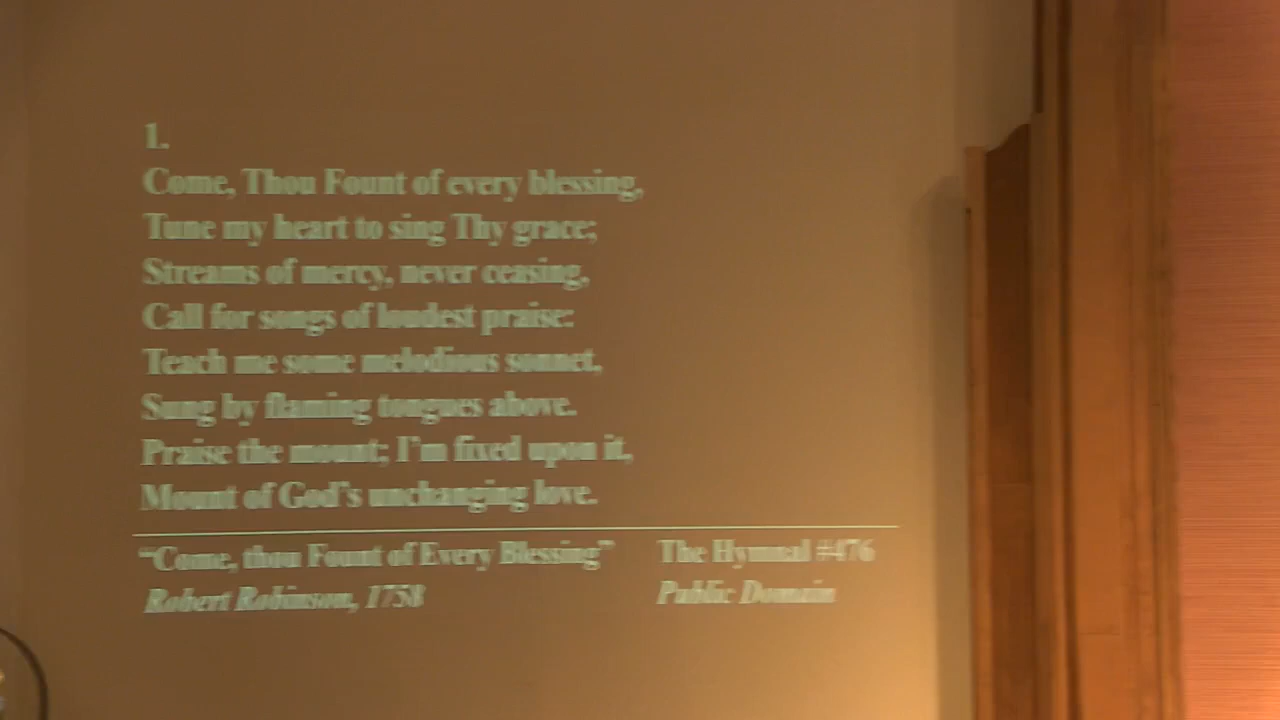 1.
Come, Thou Fount of every blessing,
Tune my heart to sing Thy grace;
Streams of mercy, never ceasing,
Call for songs of loudest praise:
Teach me some melodious sonnet,
Sung by flaming tongues above.
Praise the mount; I'm fixed upon it,
Mount of God's unchanging love.
“Come, thou Fount of Every Blessing” The Hymnal #476
Robert Robinson, 1758 Public Domain